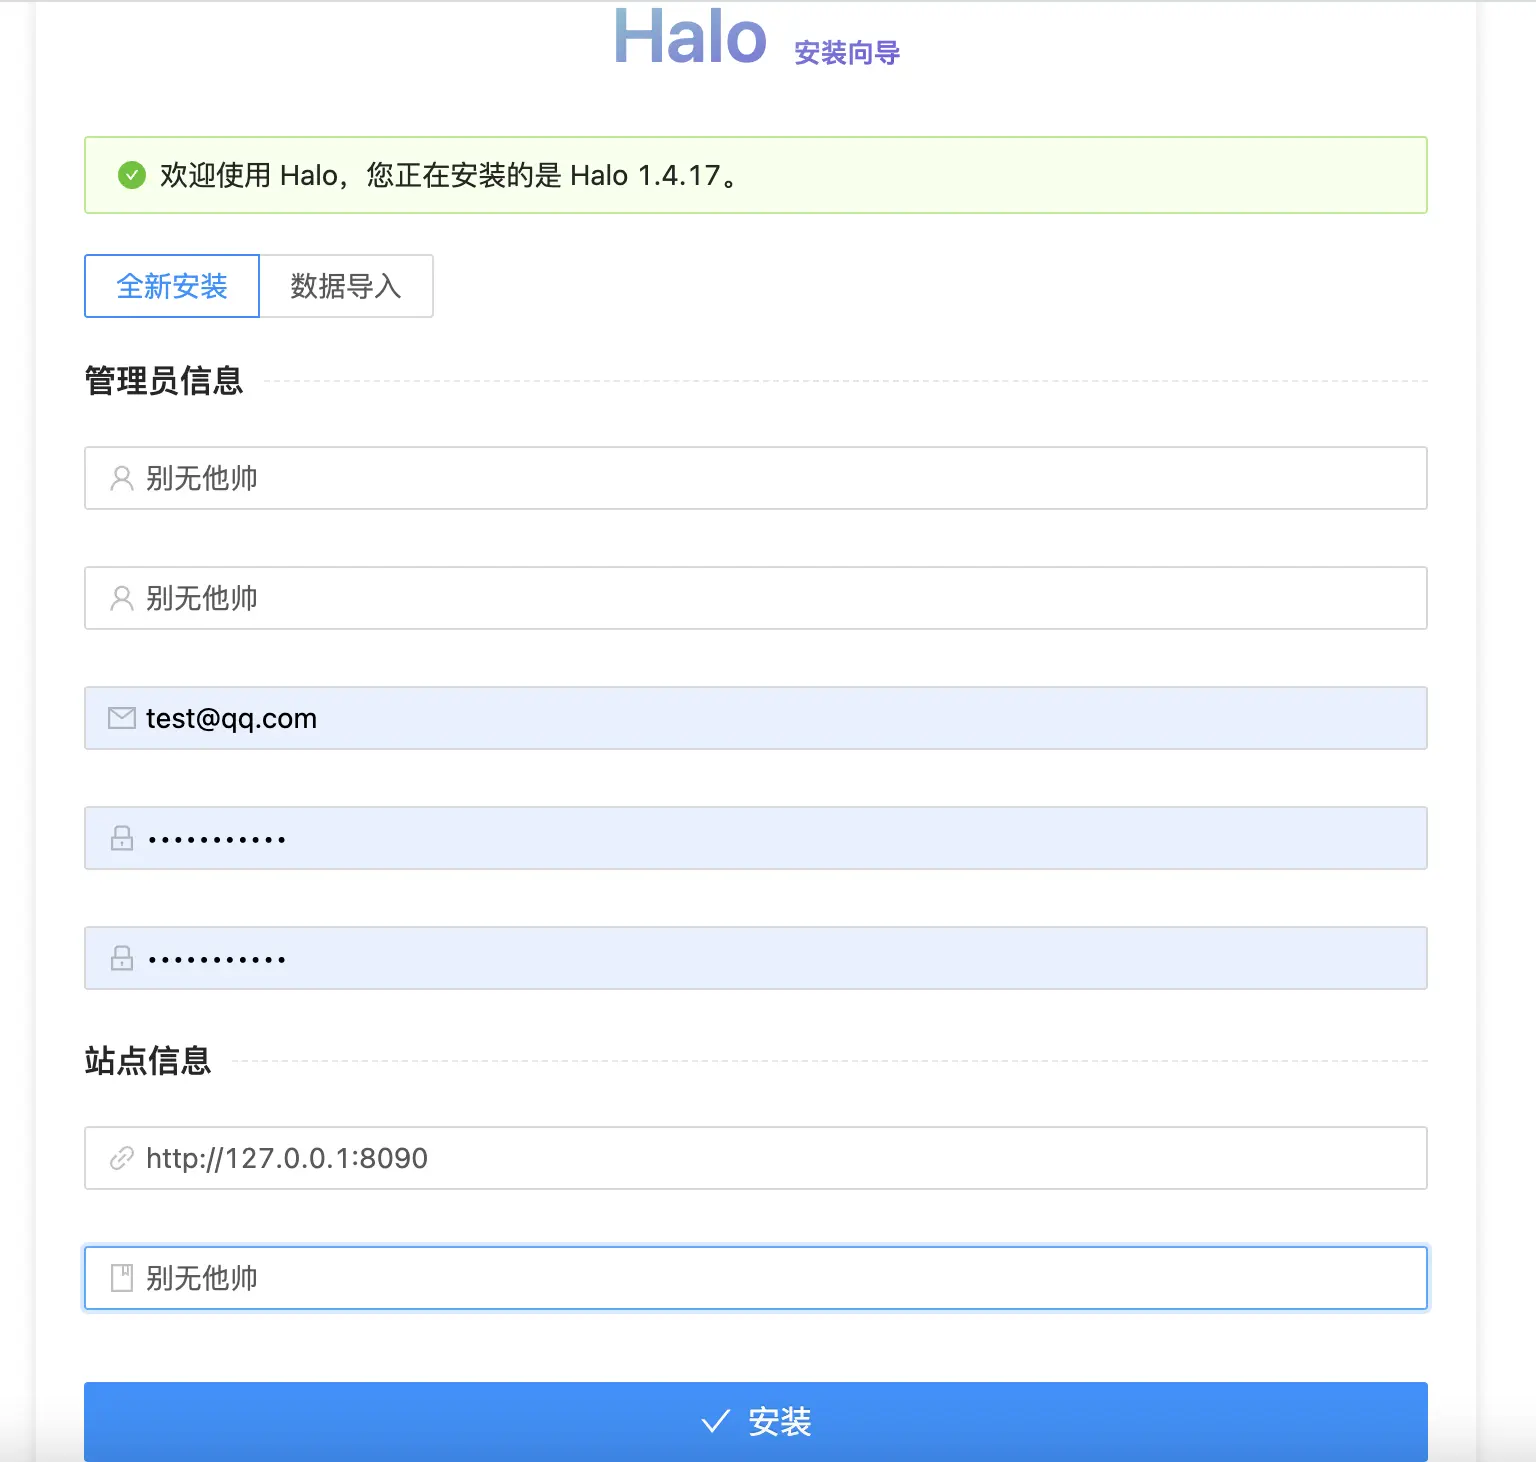 Halo 安装向导
欢迎使用 Halo，您正在安装的是 Halo 1.4.17。
全新安装 数据导入
管理员信息
别无他帅
别无他帅
test@qq.com
•••••••••••
•••••••••••
站点信息
http://127.0.0.1:8090
别无他帅
安装